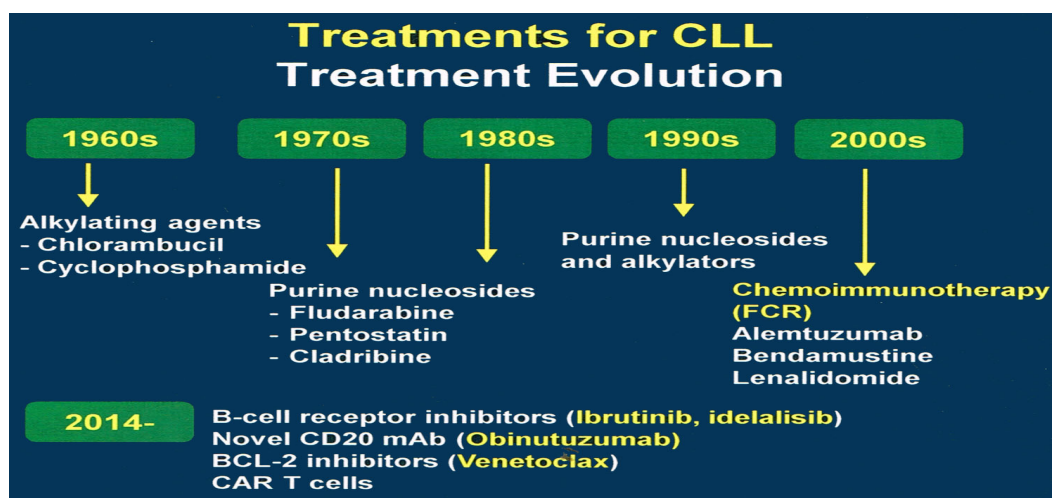 Treatments for CLL
Treatment Evolution
1960s
1970s
1980s
1990s
2000s
Alkylating agents
- Chlorambucil
- Cyclophosphamide
Purine nucleosides
- Fludarabine
- Pentostatin
- Cladribine
Purine nucleosides
and alkylators
Chemoimmunotherapy
(FCR)
Alemtuzumab
Bendamustine
Lenalidomide
2014-
B-cell receptor inhibitors (Ibrutinib, idelalisib)
Novel CD20 mAb (Obinutuzumab)
BCL-2 inhibitors (Venetoclax)
CAR T cells